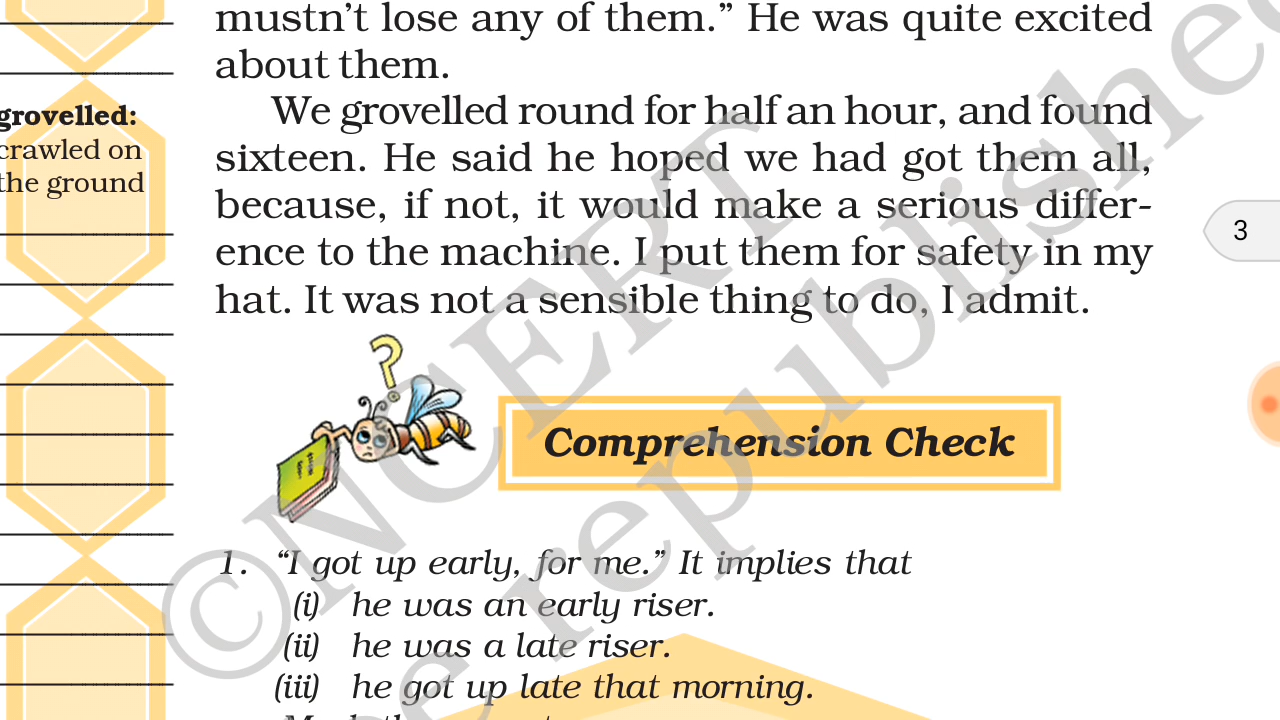 mustn't lose any of them." He was quite excited
about them.
We grovelled round for half an hour, and found
sixteen. He said he hoped we had got them all,
because, if not, it would make a serious differ-
ence to the machine. I put them for safety in my
hat. It was not a sensible thing to do, I admit.
grovelled:
crawled on
the ground
3
?
Comprehension Check
1. "I got up early, for me." It implies that
(i) he was an early riser.
(ii) he was a late riser.
(iii) he got up late that morning.
©NCERT
be republished